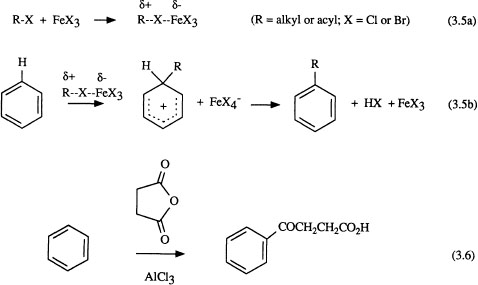 R-X + FeX₃ → R--X--FeX₃ (R = alkyl or acyl; X = Cl or Br) (3.5a)
δ+ δ-
H
δ+ δ-
R--X--FeX₃
H R
+
+ FeX₄⁻
R
+ HX + FeX₃ (3.5b)
O
O
O
AlCl₃
COCH₂CH₂CO₂H
(3.6)